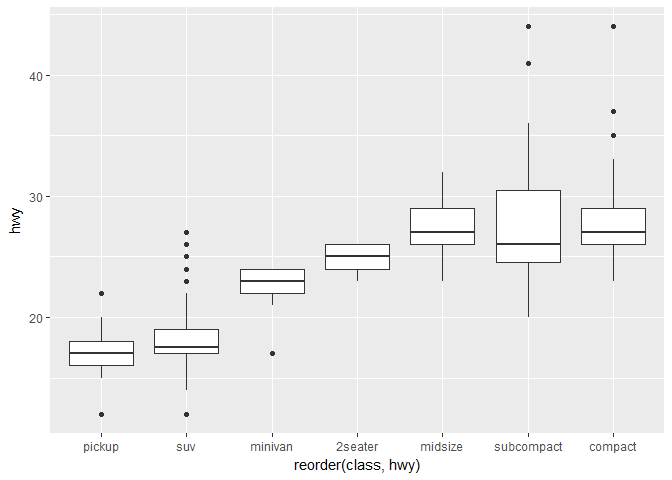 40
30
20
hwy
pickup suv minivan 2seater midsize subcompact compact
reorder(class, hwy)